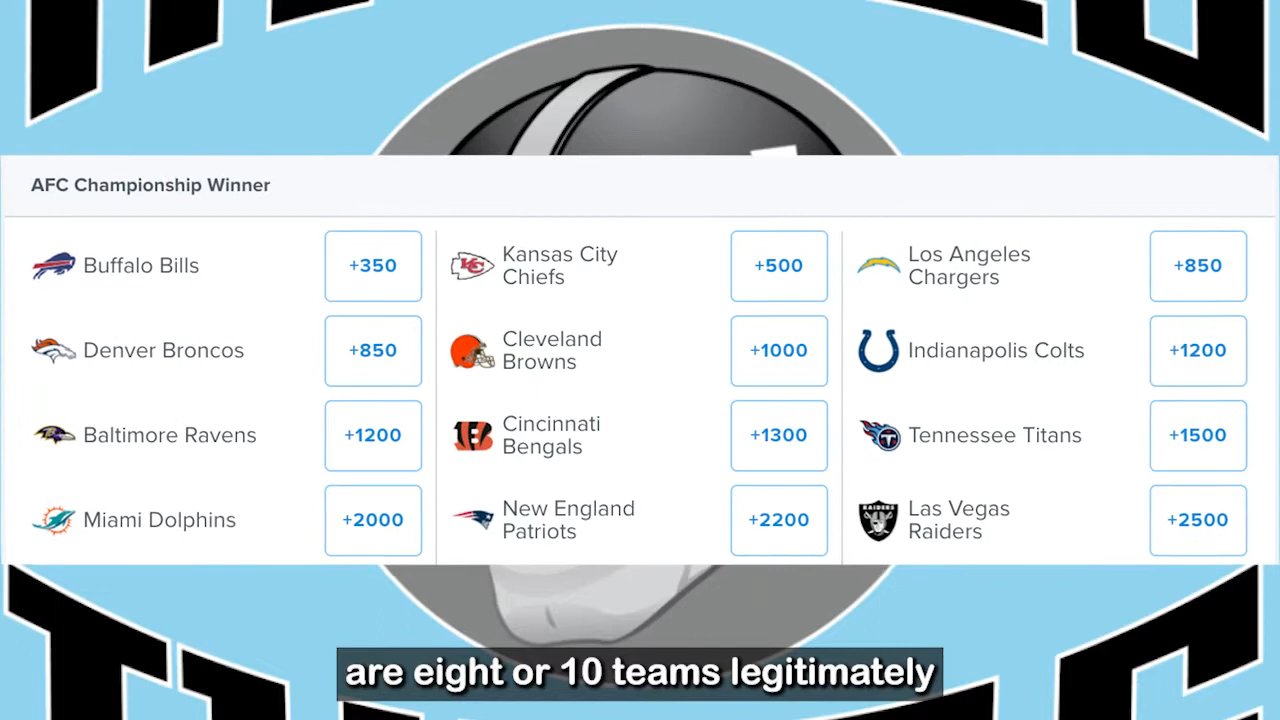 AFC Championship Winner
Buffalo Bills
+350
Kansas City
Chiefs
+500
Los Angeles
Chargers
+850
Denver Broncos
+850
Cleveland
Browns
+1000
Indianapolis Colts
+1200
Baltimore Ravens
+1200
Cincinnati
Bengals
+1300
Tennessee Titans
+1500
Miami Dolphins
+2000
New England
Patriots
+2200
RAIDERS
Las Vegas
Raiders
+2500
are eight or 10 teams legitimately